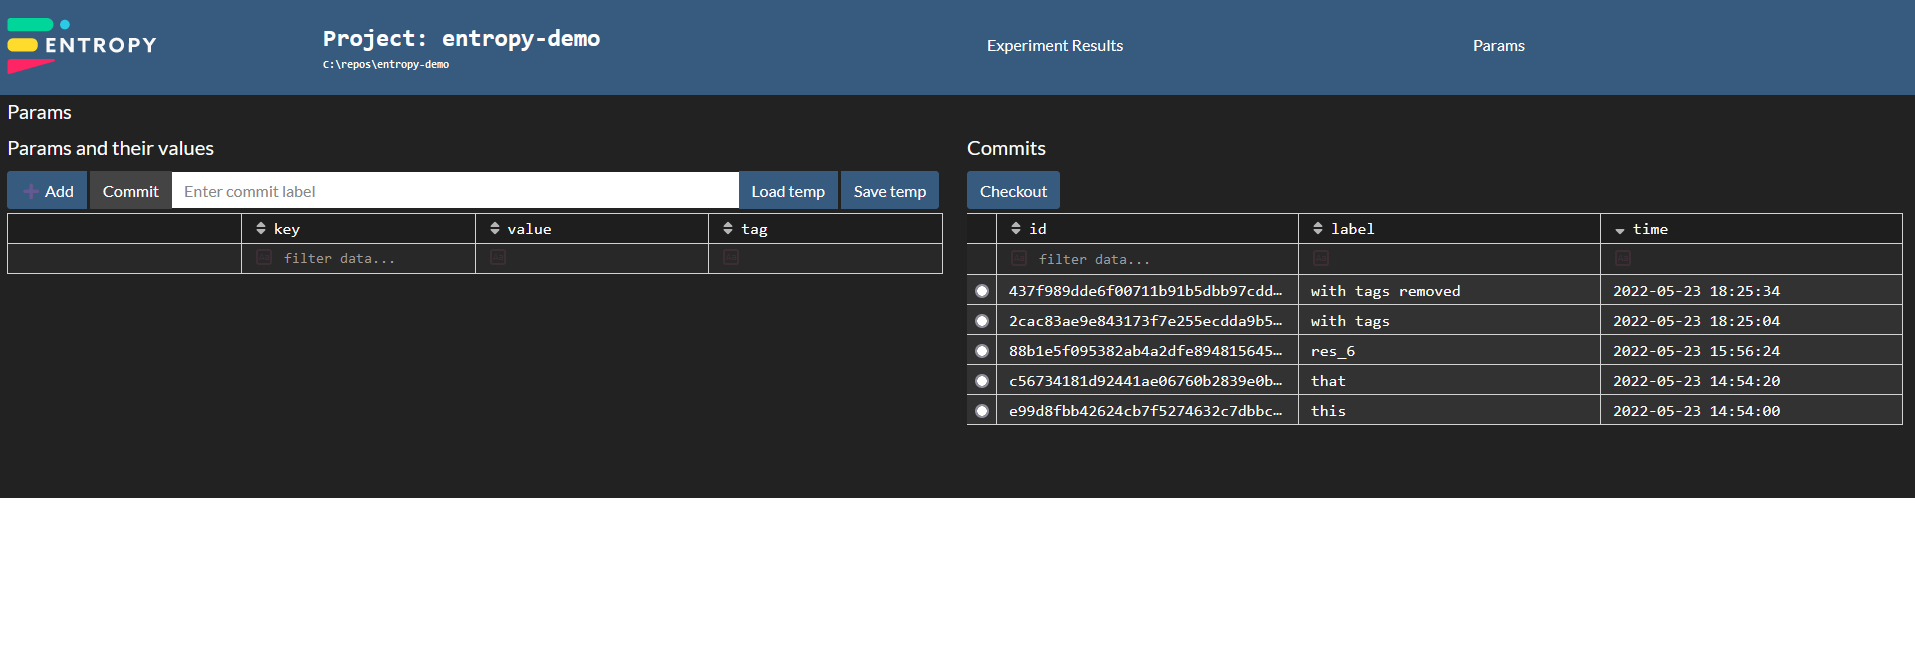 ENTROPY
Project: entropy-demo
C:\repos\entropy-demo
Experiment Results
Params
Params
Params and their values
Add
Commit
Enter commit label
Load temp
Save temp
key
value
tag
filter data...
Commits
Checkout
id
label
time
filter data...
437f989dde6f00711b91b5dbb97cdd… with tags removed 2022-05-23 18:25:34
2cac83ae9e843173f7e255ecdda9b5… with tags 2022-05-23 18:25:04
88b1e5f095382ab4a2dfe894815645… res_6 2022-05-23 15:56:24
c56734181d92441ae06760b2839e0b… that 2022-05-23 14:54:20
e99d8fbb42624cb7f5274632c7dbbc… this 2022-05-23 14:54:00